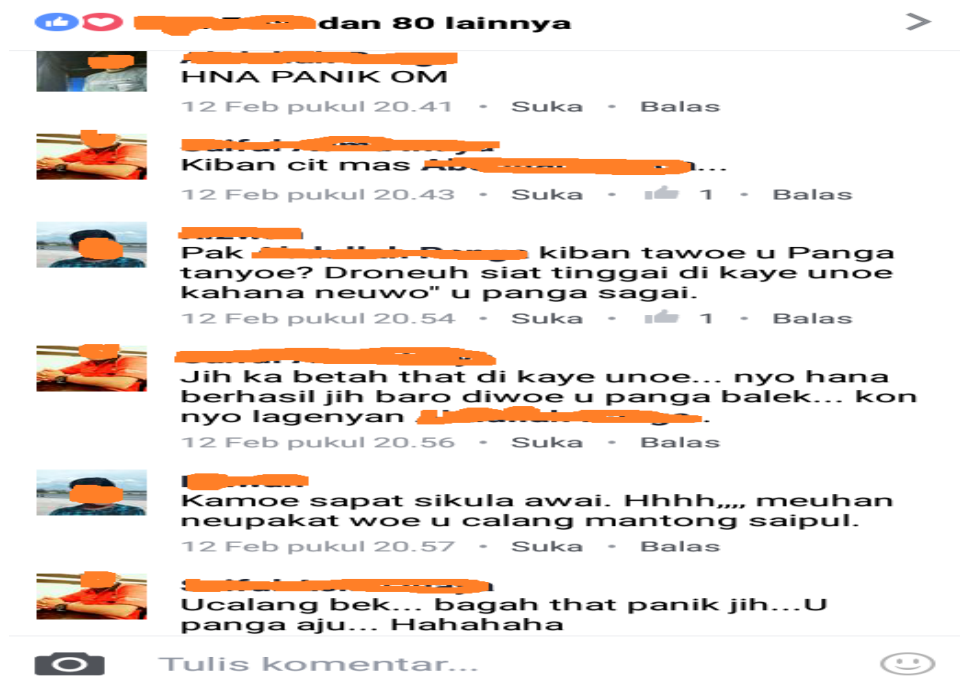 dan 80 lainnya
HNA PANIK OM
12 Feb pukul 20.41 • Suka • Balas
Kiban cit mas ...
12 Feb pukul 20.43 • Suka • 1 • Balas
Pak kiban tawoe u Panga
tanyoe? Droneuh siat tinggai di kaye unoe
kahana neuwo" u panga sagai.
12 Feb pukul 20.54 • Suka • 1 • Balas
Jih ka betah that di kaye unoe... nyo hana
berhasil jih baro diwoe u panga balek... kon
nyo lagenyan .
12 Feb pukul 20.56 • Suka • Balas
Kamoe sapat sikula awai. Hhhh,,,, meuhan
neupakat woe u calang mantong saipul.
12 Feb pukul 20.57 • Suka • Balas
Ucalang bek... bagah that panik jih...U
panga aju... Hahahaha
Tulis komentar...